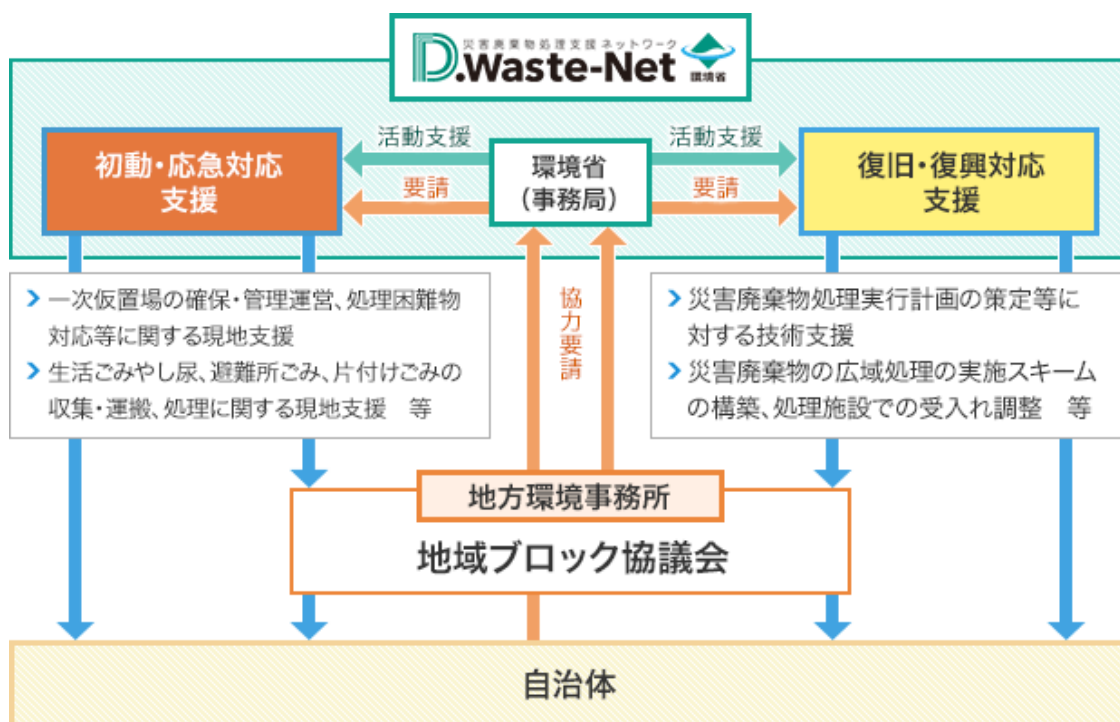 災害廃棄物処理支援ネットワーク
D.Waste-Net
環境省
初動・応急対応
支援
活動支援
要請
環境省
（事務局）
活動支援
要請
復旧・復興対応
支援
一次仮置場の確保・管理運営、処理困難物
対応等に関する現地支援
生活ごみやし尿、避難所ごみ、片付けごみの
収集・運搬、処理に関する現地支援　等
協力要請
災害廃棄物処理実行計画の策定等に
対する技術支援
災害廃棄物の広域処理の実施スキーム
の構築、処理施設での受入れ調整　等
地方環境事務所
地域ブロック協議会
自治体